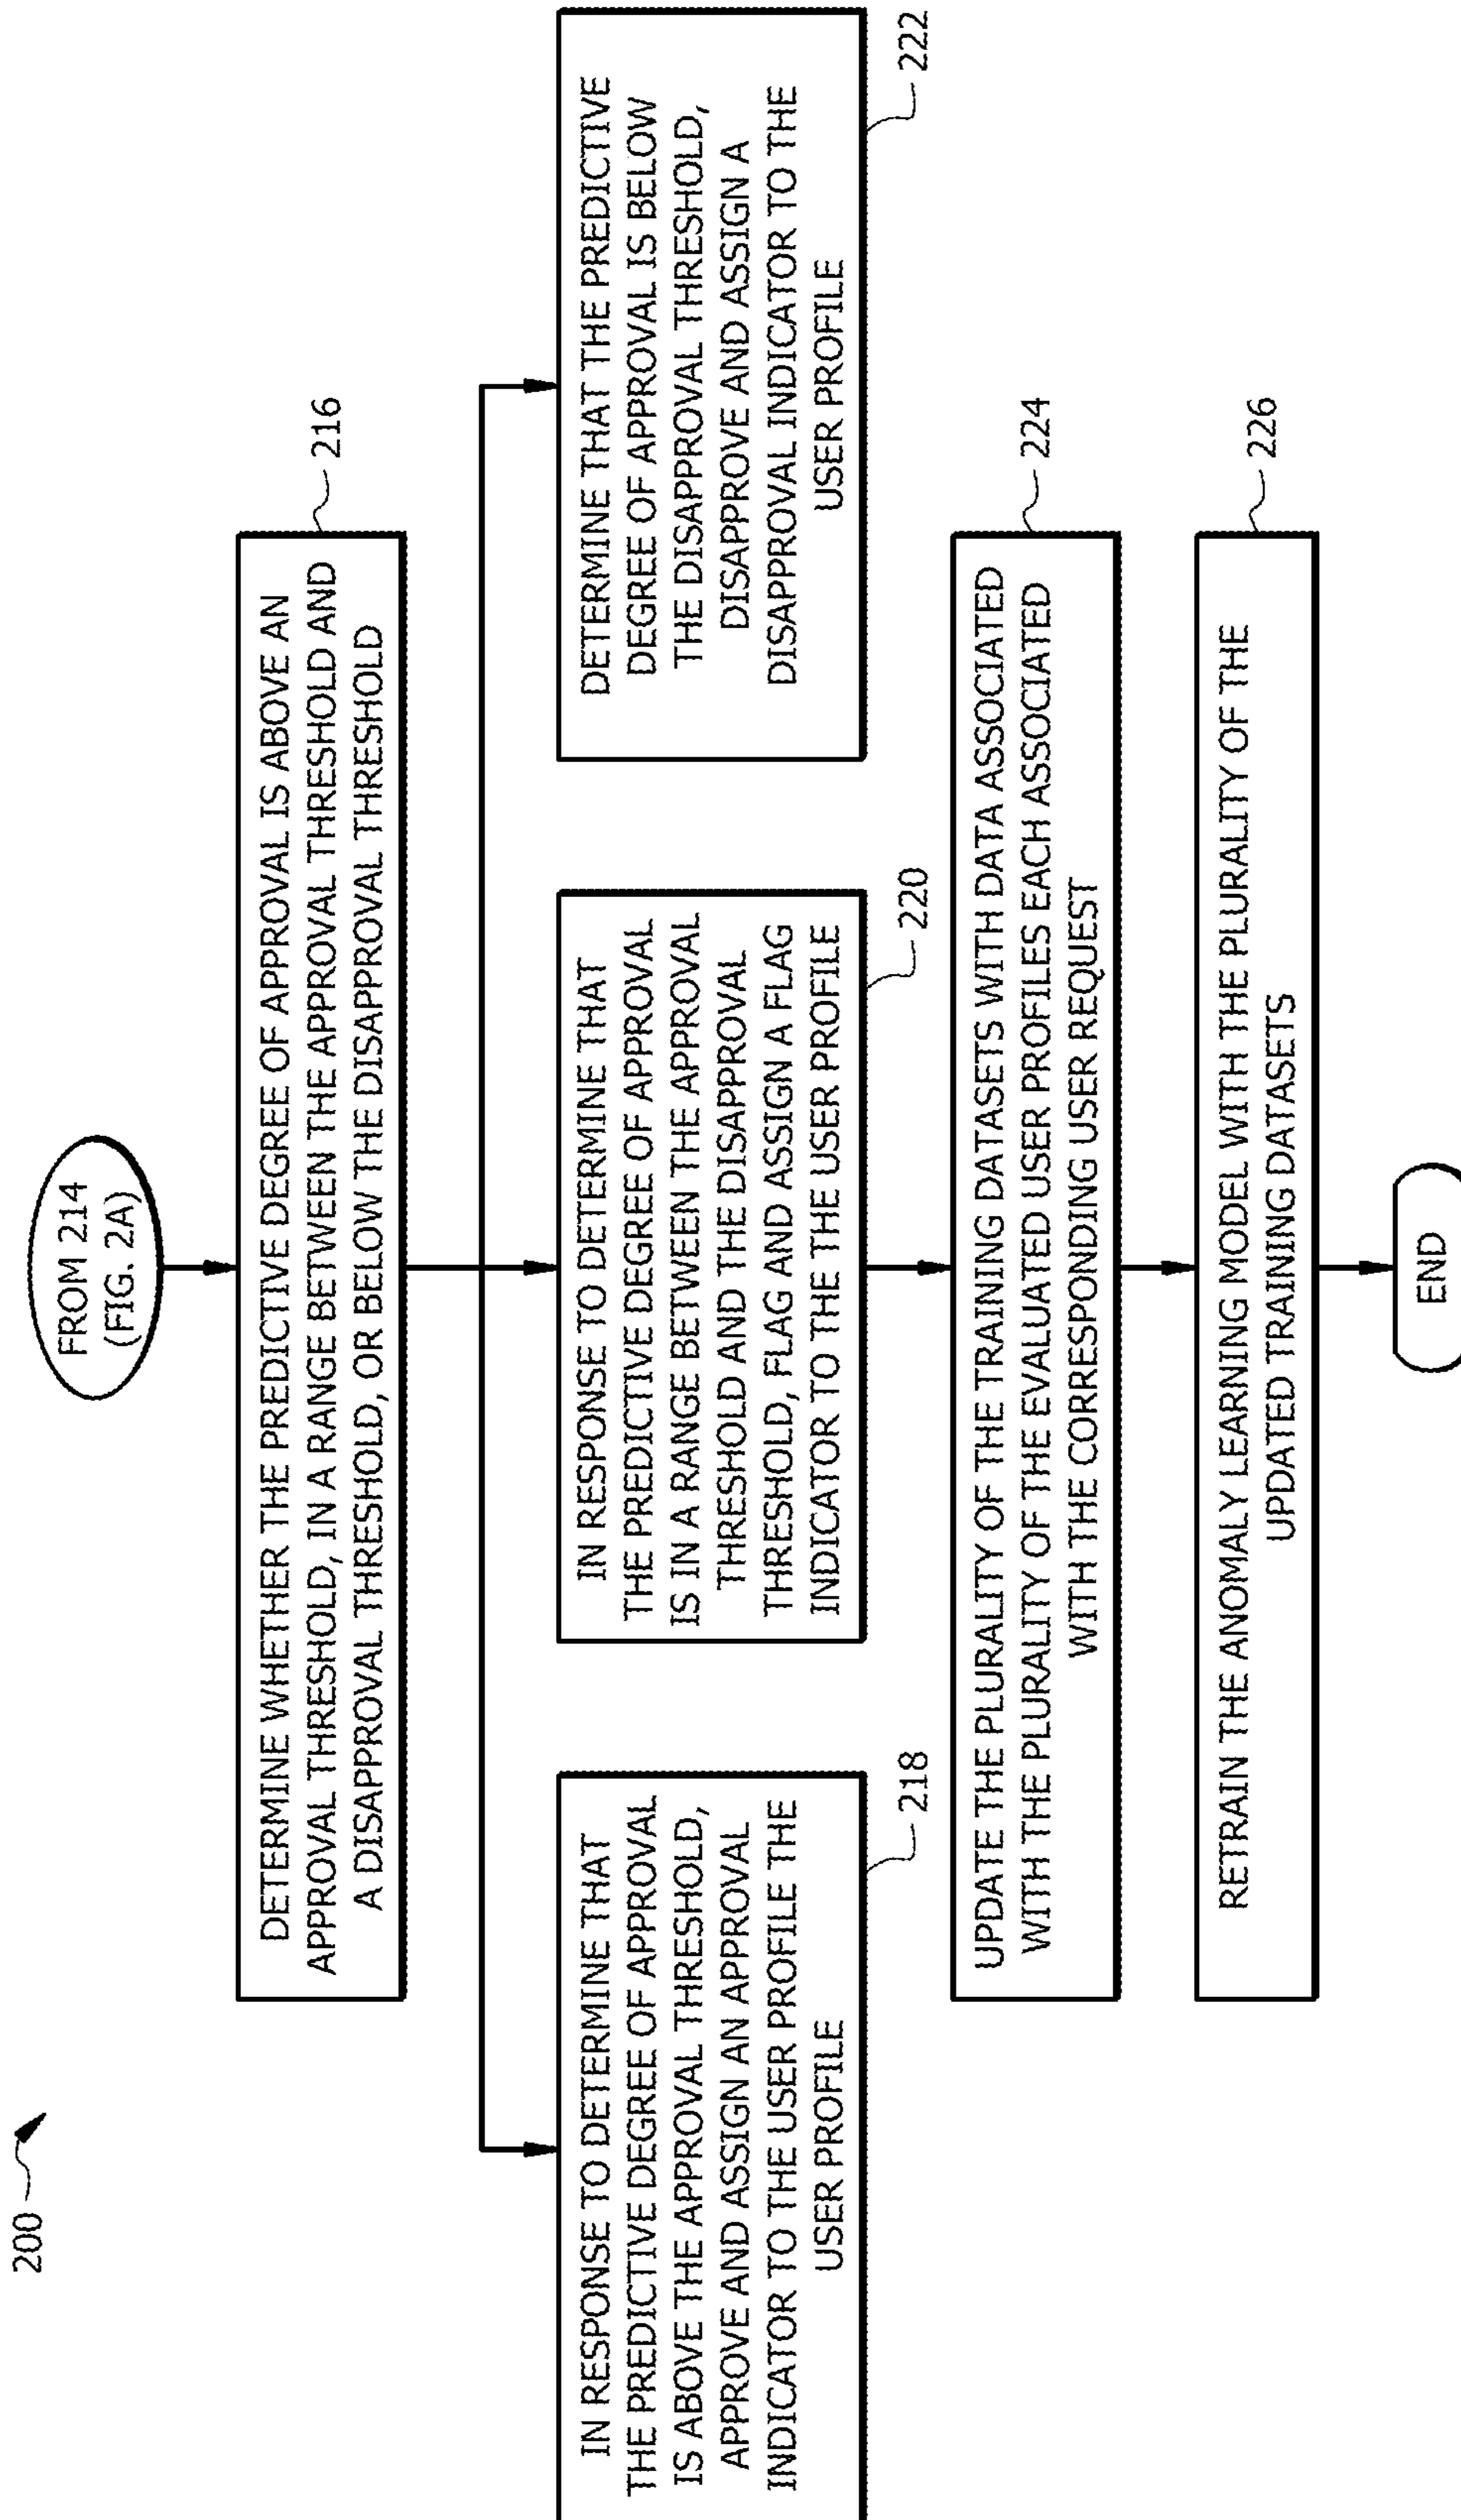 200
FROM 214
(FIG. 2A)
DETERMINE WHETHER THE PREDICTIVE DEGREE OF APPROVAL IS ABOVE AN
APPROVAL THRESHOLD, IN A RANGE BETWEEN THE APPROVAL THRESHOLD AND
A DISAPPROVAL THRESHOLD, OR BELOW THE DISAPPROVAL THRESHOLD
216
IN RESPONSE TO DETERMINE THAT
THE PREDICTIVE DEGREE OF APPROVAL
IS ABOVE THE APPROVAL THRESHOLD,
APPROVE AND ASSIGN AN APPROVAL
INDICATOR TO THE USER PROFILE THE
USER PROFILE
218
IN RESPONSE TO DETERMINE THAT
THE PREDICTIVE DEGREE OF APPROVAL
IS IN A RANGE BETWEEN THE APPROVAL
THRESHOLD AND THE DISAPPROVAL
THRESHOLD, FLAG AND ASSIGN A FLAG
INDICATOR TO THE USER PROFILE
220
DETERMINE THAT THE PREDICTIVE
DEGREE OF APPROVAL IS BELOW
THE DISAPPROVAL THRESHOLD,
DISAPPROVE AND ASSIGN A
DISAPPROVAL INDICATOR TO THE
USER PROFILE
222
UPDATE THE PLURALITY OF THE TRAINING DATASETS WITH DATA ASSOCIATED
WITH THE PLURALITY OF THE EVALUATED USER PROFILES EACH ASSOCIATED
WITH THE CORRESPONDING USER REQUEST
224
RETRAIN THE ANOMALY LEARNING MODEL WITH THE PLURALITY OF THE
UPDATED TRAINING DATASETS
226
END